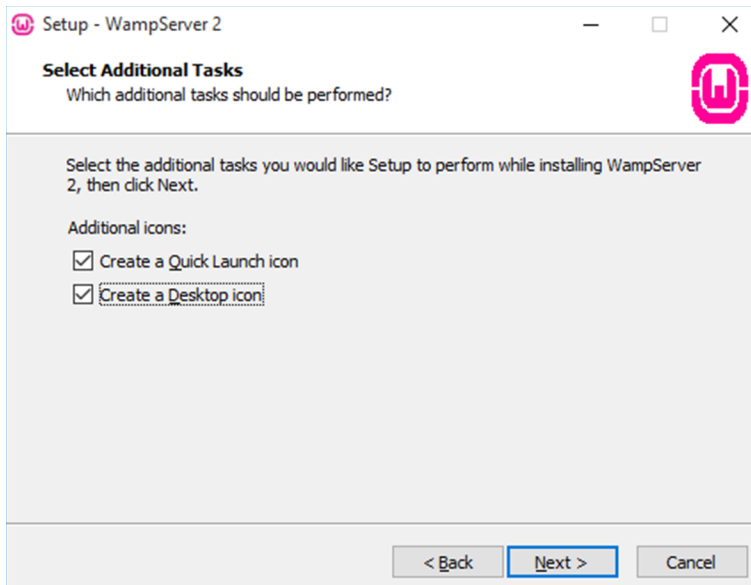 Setup - WampServer 2
Select Additional Tasks
Which additional tasks should be performed?
Select the additional tasks you would like Setup to perform while installing WampServer
2, then click Next.
Additional icons:
Create a Quick Launch icon
Create a Desktop icon
< Back Next > Cancel